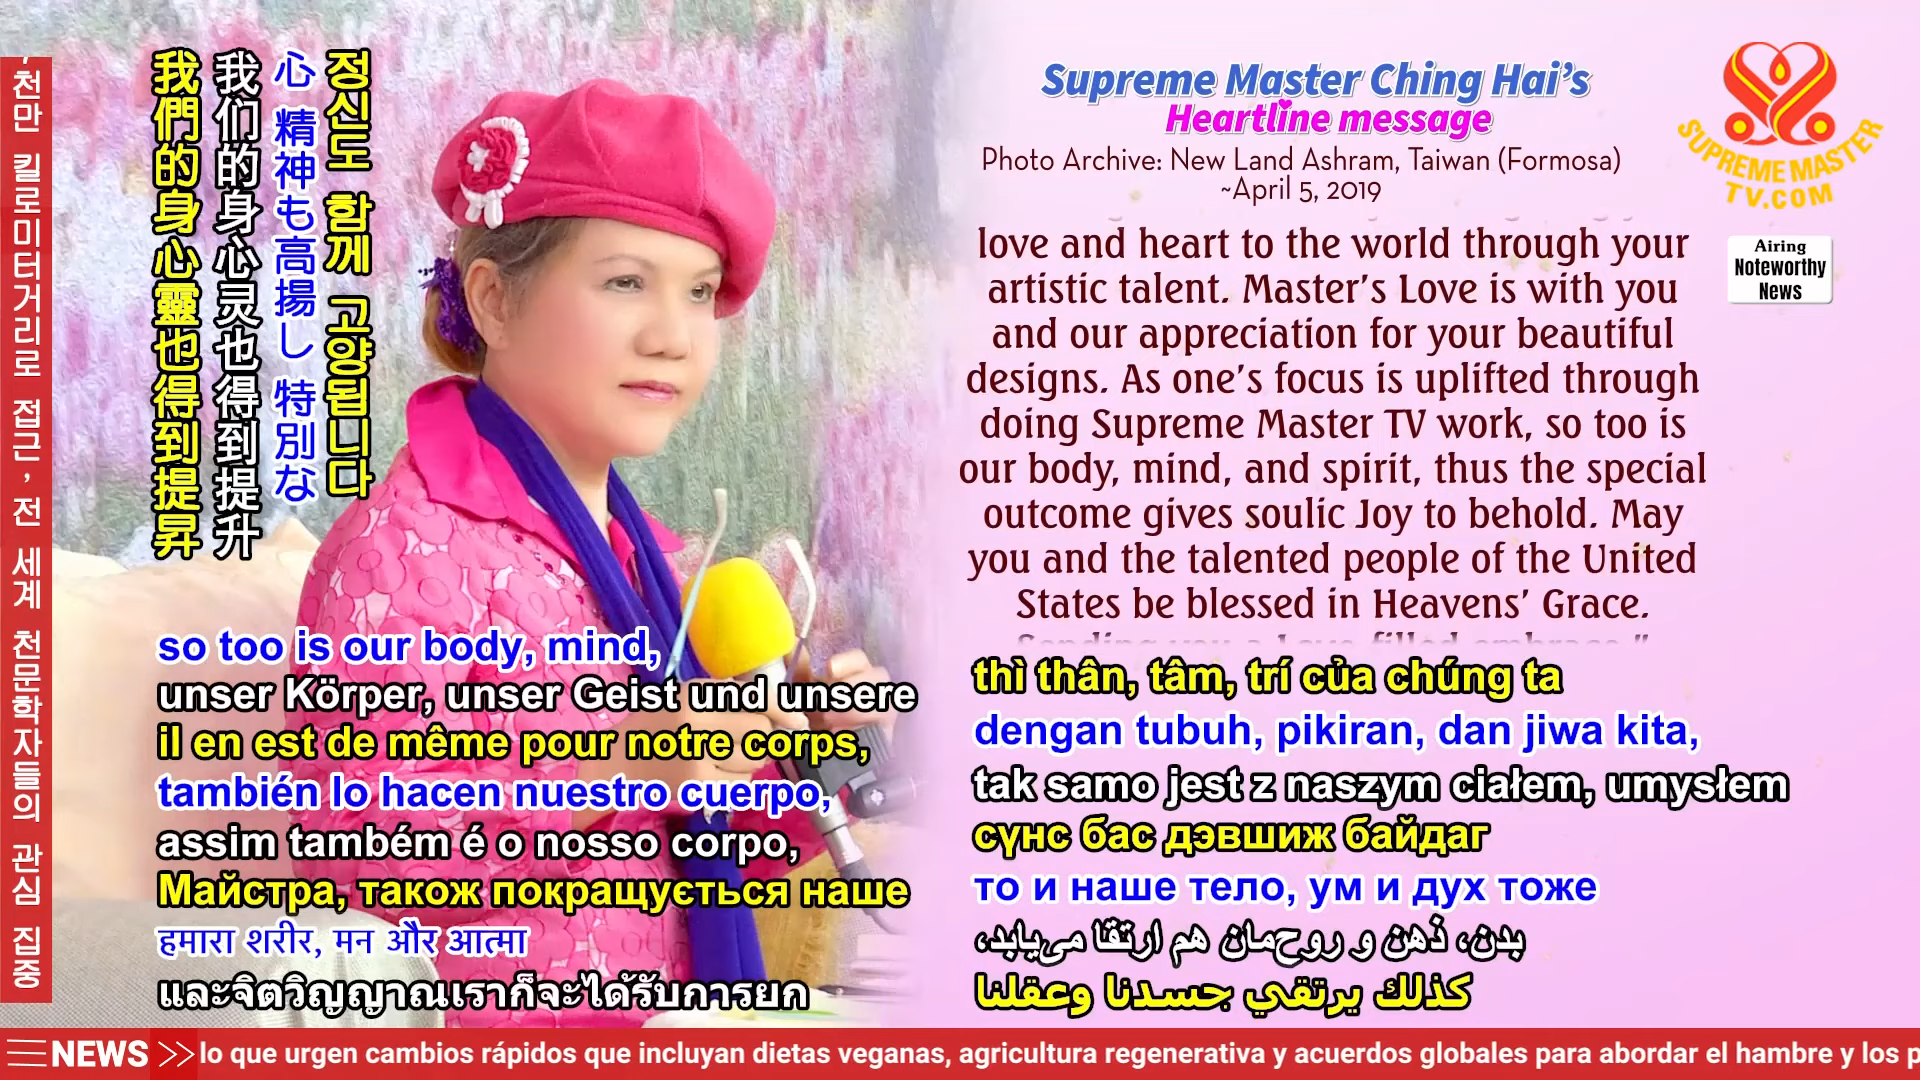 천만 킬로미터거리로 접근, 전 세계 천문학자들의 관심 집중
我們的身心靈也得到提昇
我们的身心灵也得到提升
心 精神も高揚し 特別な
정신도 함께 고양됩니다
Supreme Master Ching Hai's
Heartline message
Photo Archive: New Land Ashram, Taiwan (Formosa)
~April 5, 2019
love and heart to the world through your
artistic talent. Master's Love is with you
and our appreciation for your beautiful
designs. As one's focus is uplifted through
doing Supreme Master TV work, so too is
our body, mind, and spirit, thus the special
outcome gives soulic Joy to behold. May
you and the talented people of the United
States be blessed in Heavens' Grace.
SUPREME MASTER
TV.COM
Airing
Noteworthy
News
so too is our body, mind,
unser Körper, unser Geist und unsere
il en est de même pour notre corps,
también lo hacen nuestro cuerpo,
assim também é o nosso corpo,
Майстра, також покращується наше
हमारा शरीर, मन और आत्मा
และจิตวิญญาณเราก็จะได้รับการยก
thì thân, tâm, trí của chúng ta
dengan tubuh, pikiran, dan jiwa kita,
tak samo jest z naszym ciałem, umysłem
сүнс бас дэвшиж байдаг
то и наше тело, ум и дух тоже
بدن، ذهن و روح‌مان هم ارتقا می‌یابد،
كذلك يرتقي جسدنا وعقلنا
NEWS
lo que urgen cambios rápidos que incluyan dietas veganas, agricultura regenerativa y acuerdos globales para abordar el hambre y los p